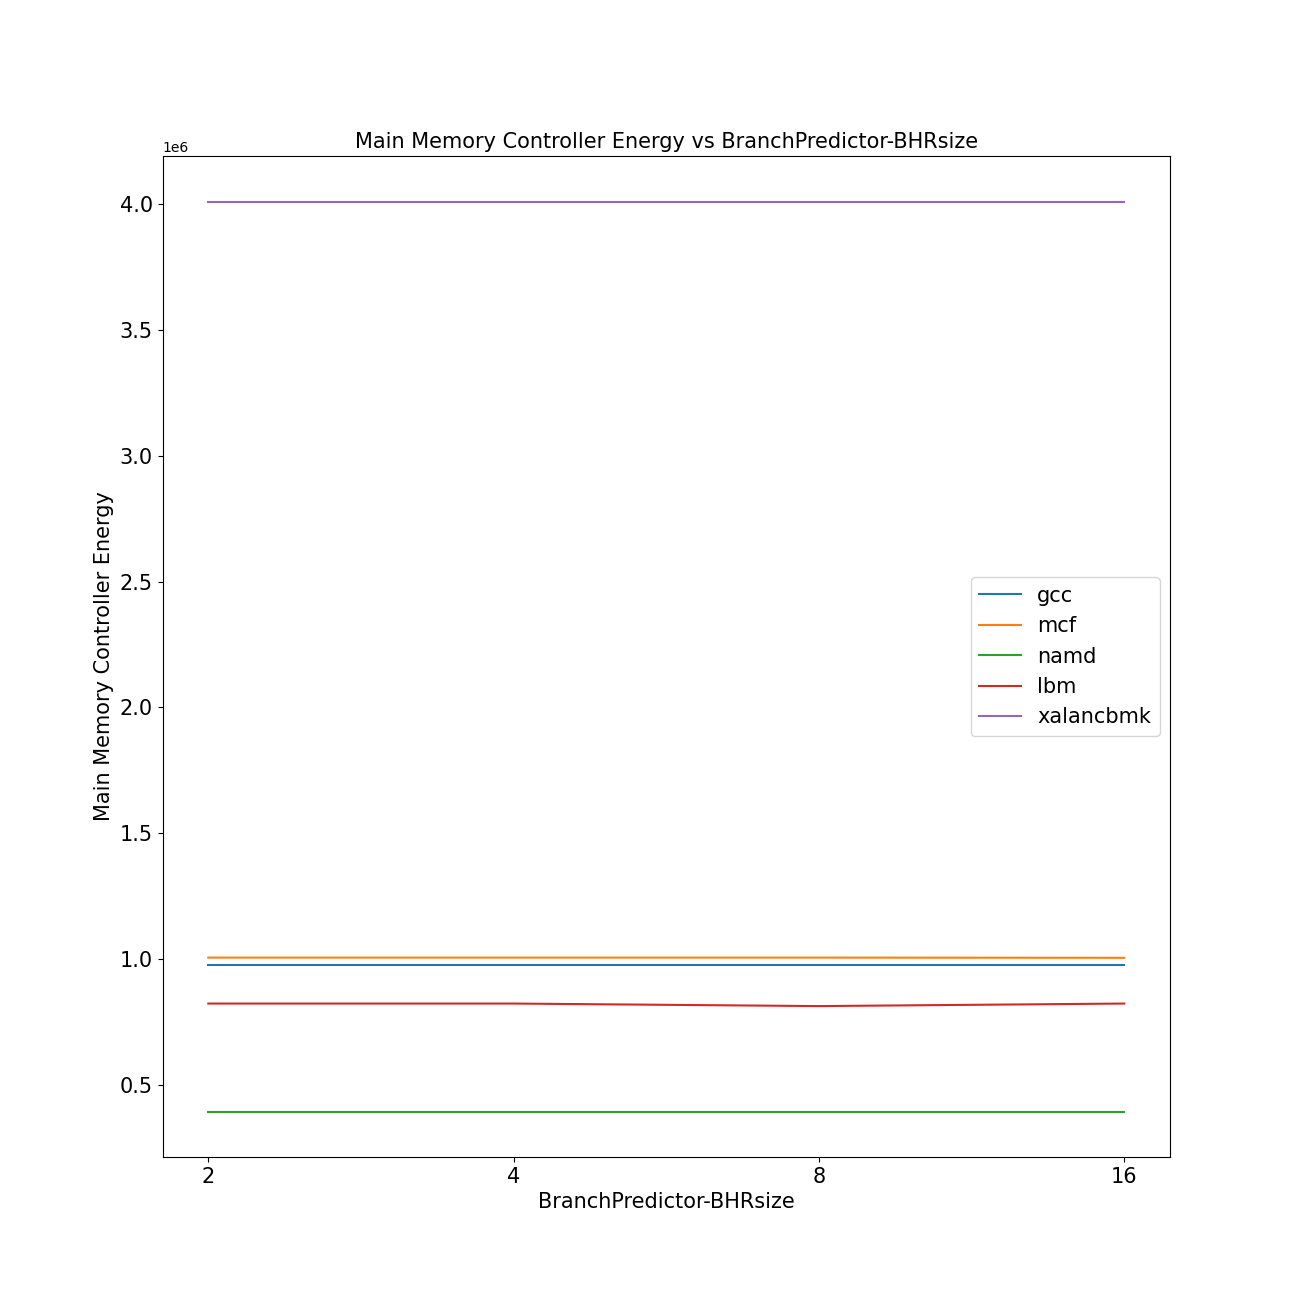 Main Memory Controller Energy vs BranchPredictor-BHRsize
1e6
4.0
3.5
3.0
2.5
2.0
1.5
1.0
0.5
Main Memory Controller Energy
gcc
mcf
namd
lbm
xalancbmk
2 4 8 16
BranchPredictor-BHRsize